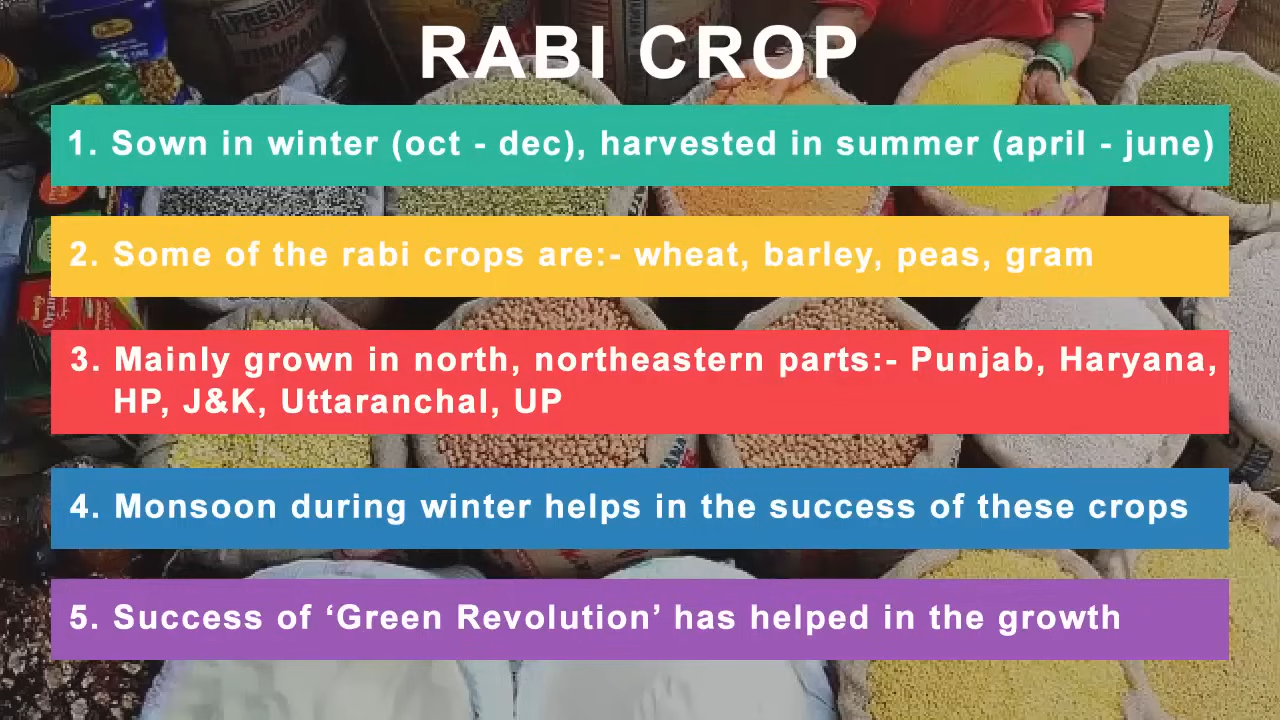 RABI CROP
1. Sown in winter (oct - dec), harvested in summer (april - june)
2. Some of the rabi crops are:- wheat, barley, peas, gram
3. Mainly grown in north, northeastern parts:- Punjab, Haryana,
HP, J&K, Uttaranchal, UP
4. Monsoon during winter helps in the success of these crops
5. Success of ‘Green Revolution’ has helped in the growth